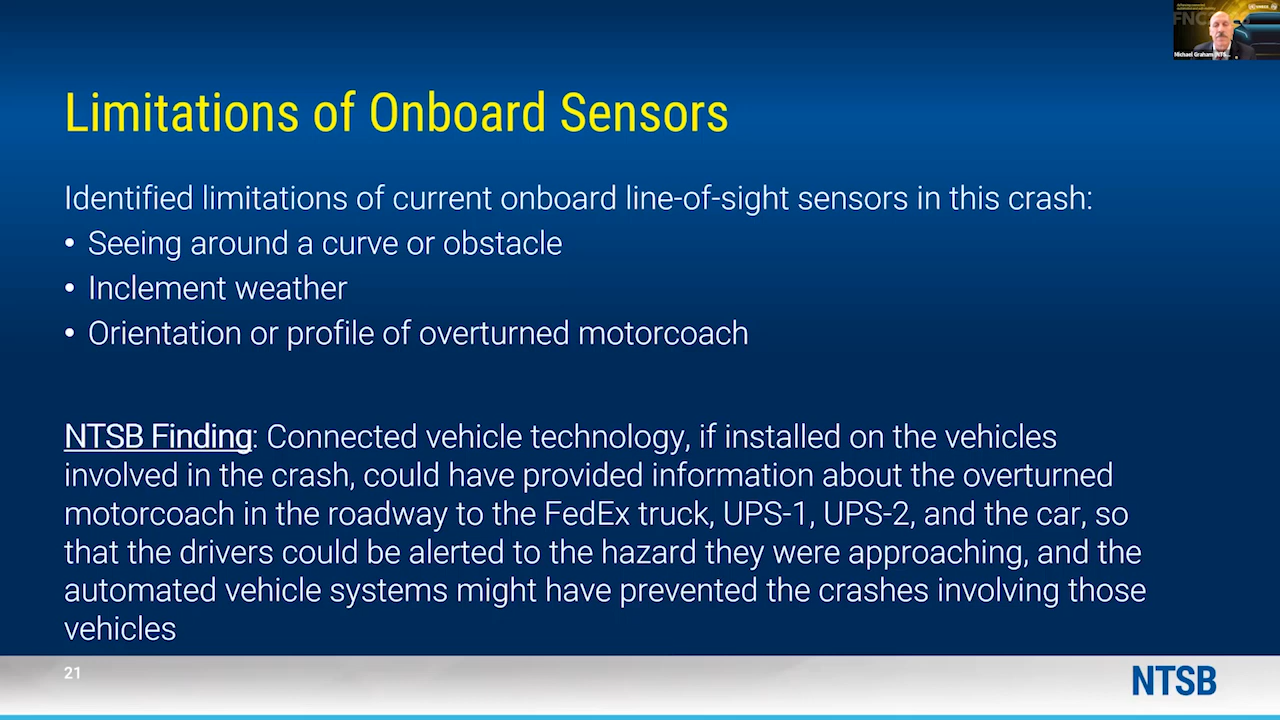 FNC
Michael Graham
Limitations of Onboard Sensors
Identified limitations of current onboard line-of-sight sensors in this crash:
• Seeing around a curve or obstacle
• Inclement weather
• Orientation or profile of overturned motorcoach
NTSB Finding: Connected vehicle technology, if installed on the vehicles
involved in the crash, could have provided information about the overturned
motorcoach in the roadway to the FedEx truck, UPS-1, UPS-2, and the car, so
that the drivers could be alerted to the hazard they were approaching, and the
automated vehicle systems might have prevented the crashes involving those
vehicles
21
NTSB